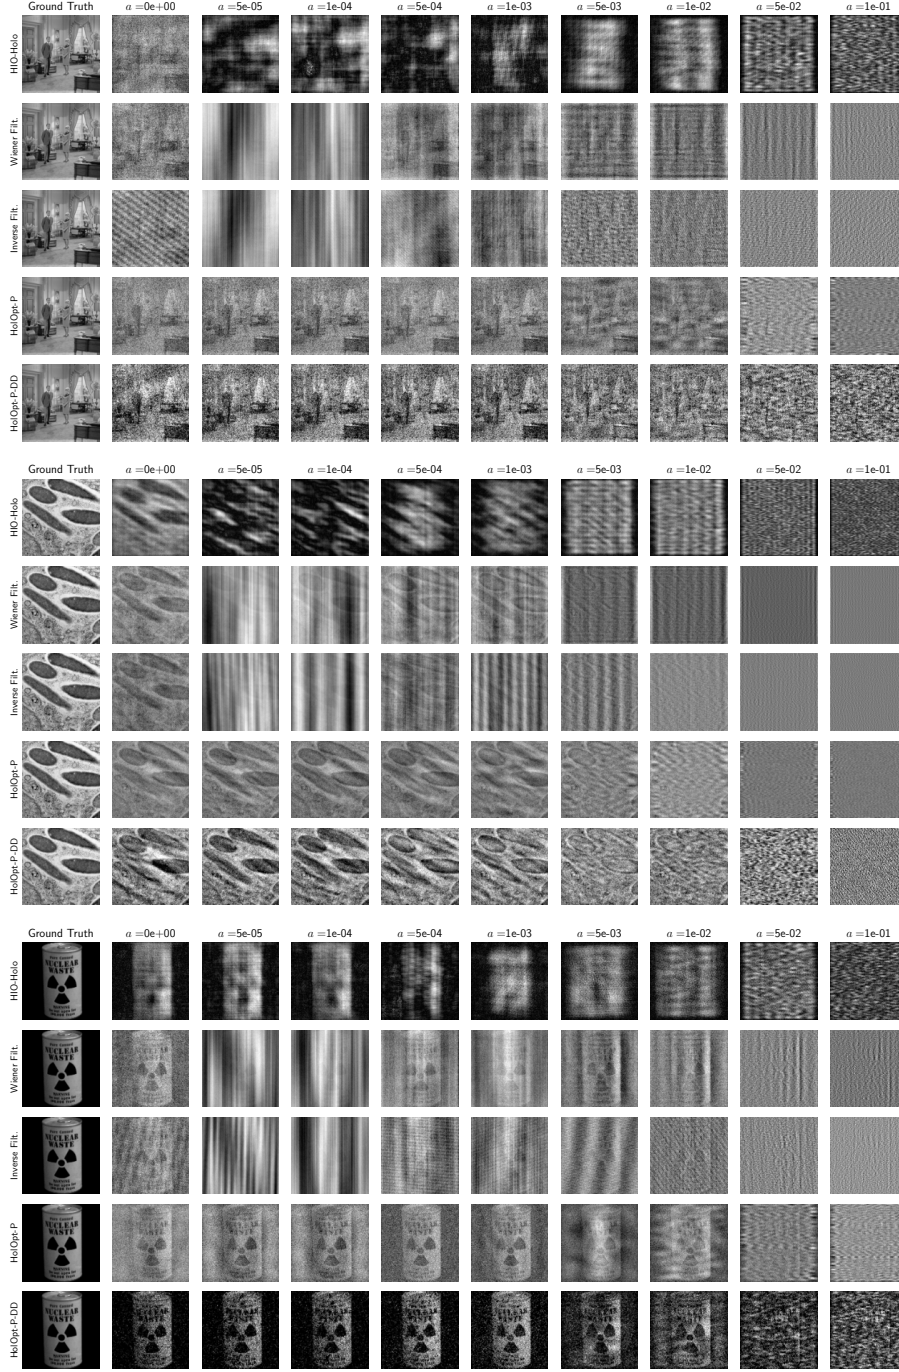 Ground Truth a =0e+00 a =5e-05 a =1e-04 a =5e-04 a =1e-03 a =5e-03 a =1e-02 a =5e-02 a =1e-01
HIO-Holo
Wiener Filt.
Inverse Filt.
HolOpt-P
HolOpt-P-DD
Ground Truth a =0e+00 a =5e-05 a =1e-04 a =5e-04 a =1e-03 a =5e-03 a =1e-02 a =5e-02 a =1e-01
HIO-Holo
Wiener Filt.
Inverse Filt.
HolOpt-P
HolOpt-P-DD
Ground Truth a =0e+00 a =5e-05 a =1e-04 a =5e-04 a =1e-03 a =5e-03 a =1e-02 a =5e-02 a =1e-01
HIO-Holo
NUCLEAR
WASTE
Wiener Filt.
NUCLEAR
WASTE
Inverse Filt.
NUCLEAR
WASTE
HolOpt-P
NUCLEAR
WASTE
HolOpt-P-DD
NUCLEAR
WASTE